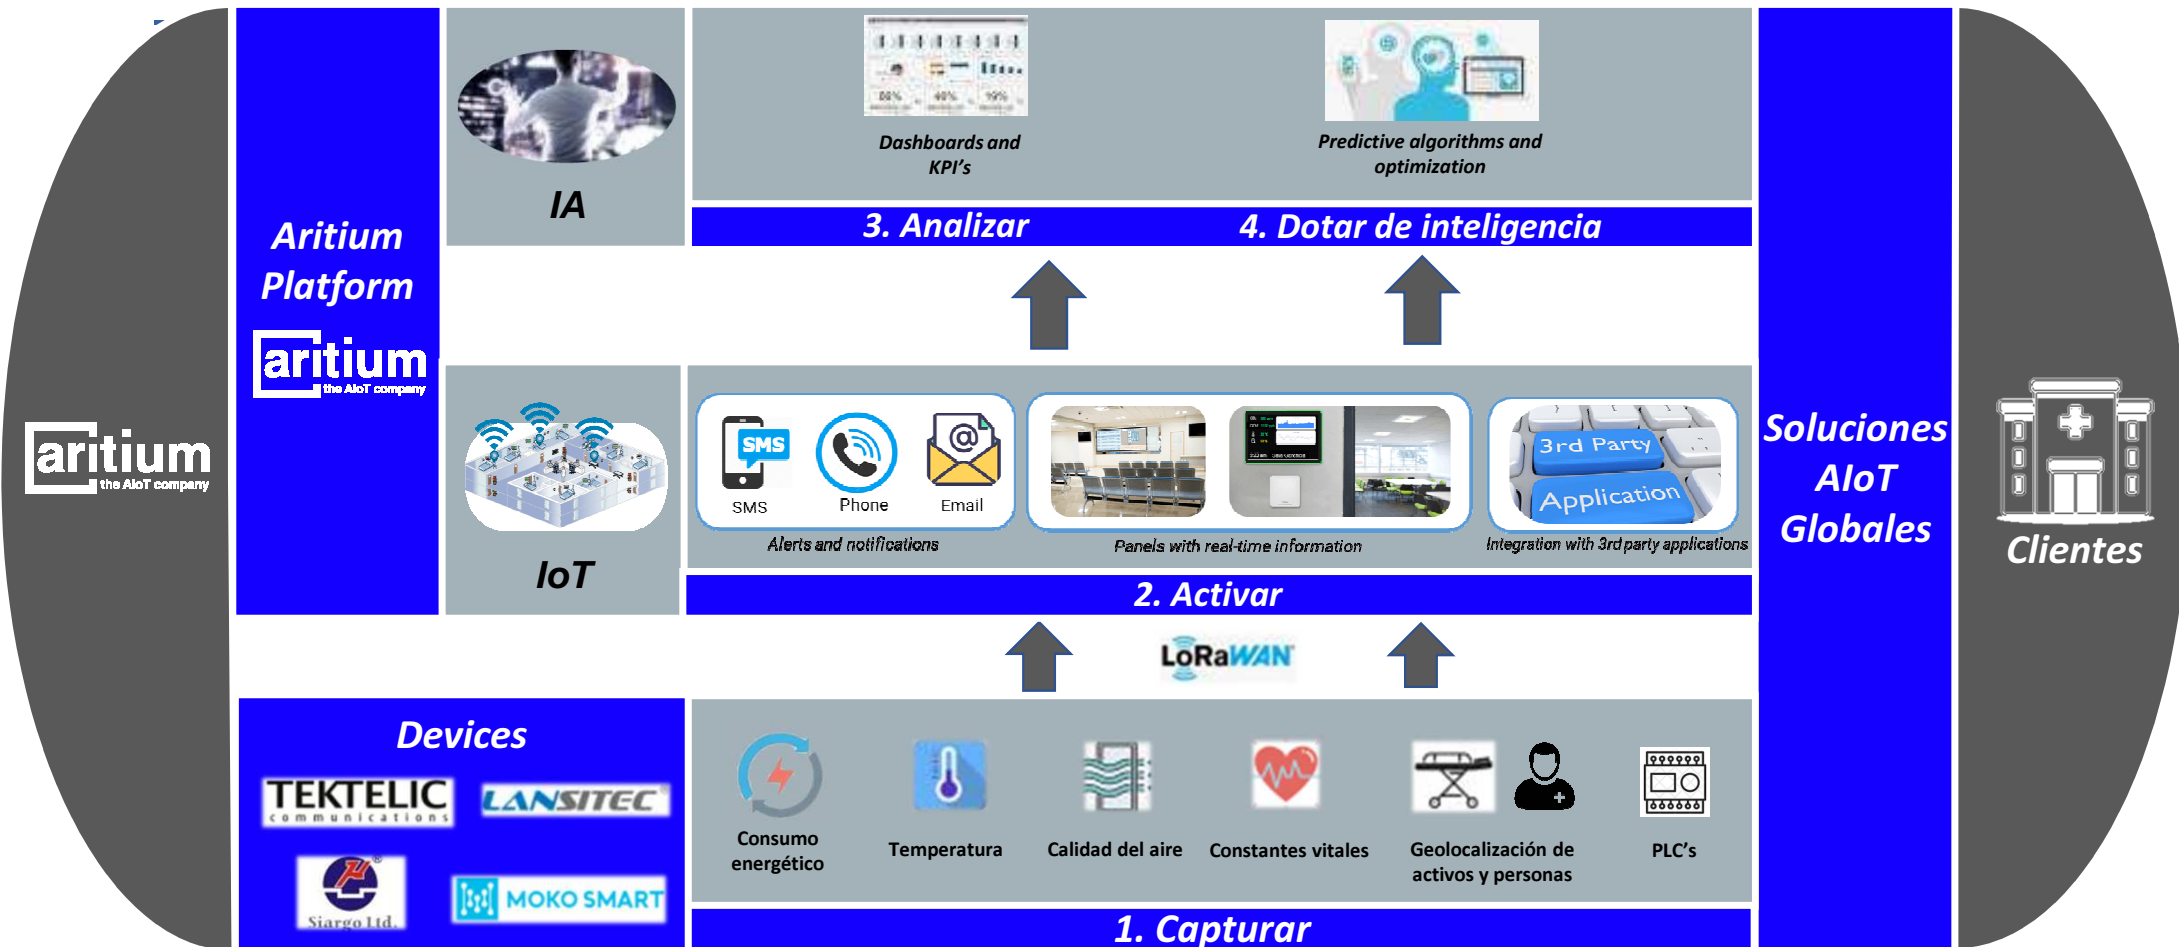 aritium
the AIoT company
Aritium
Platform
aritium
the AIoT company
IA
Dashboards and
KPI's
Predictive algorithms and
optimization
3. Analizar
4. Dotar de inteligencia
IoT
SMS
SMS
Phone
Email
Alerts and notifications
Panels with real-time information
3rd Party
Application
Integration with 3rd party applications
2. Activar
LoRaWAN
Devices
TEKTELIC
communications
LANSITEC
Siargo Ltd.
MOKO SMART
Consumo
energético
Temperatura
Calidad del aire
Constantes vitales
Geolocalización de
activos y personas
PLC's
1. Capturar
Soluciones
AIoT
Globales
Clientes